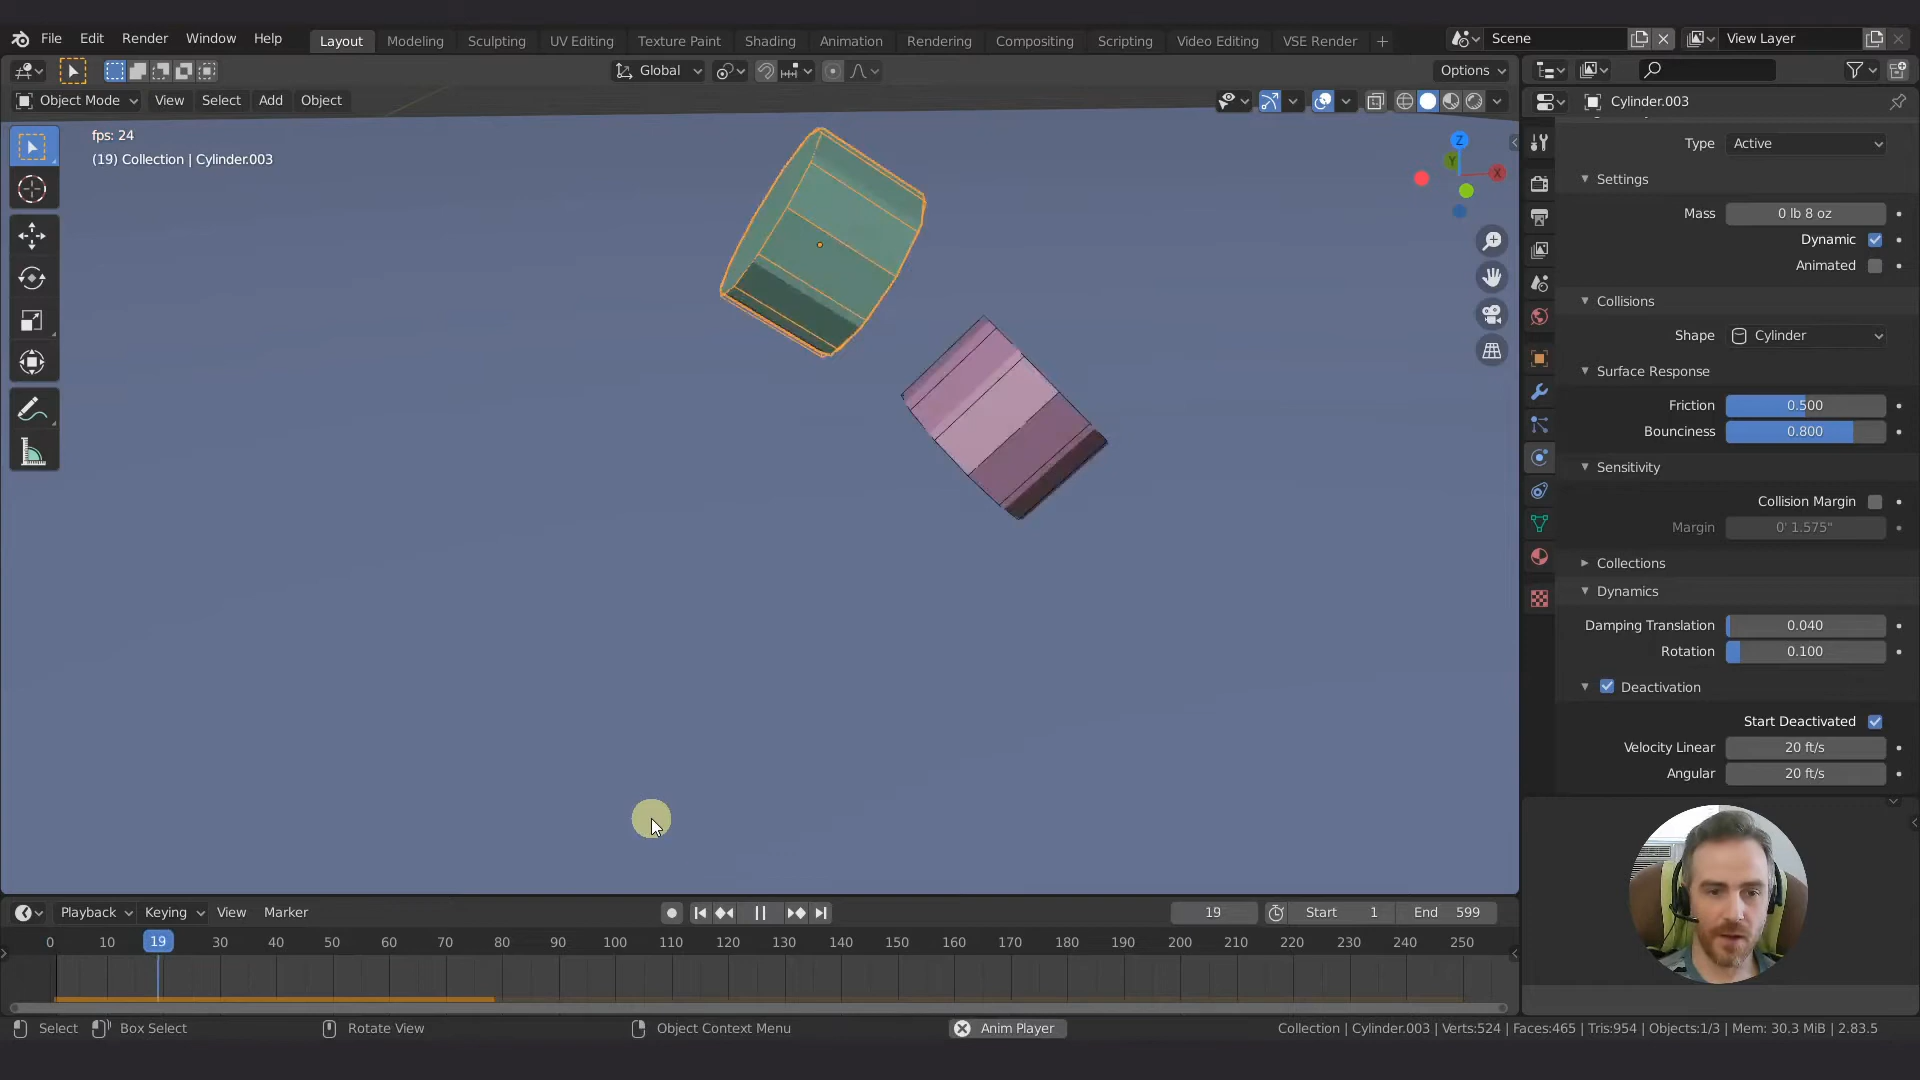 File Edit Render Window Help Layout Modeling Sculpting UV Editing Texture Paint Shading Animation Rendering Compositing Scripting Video Editing VSE Render + Scene View Layer
Global Options
Object Mode View Select Add Object Cylinder.003
fps: 24
(19) Collection | Cylinder.003
Z
Y
X
Type Active
Settings
Mass 0 lb 8 oz
Dynamic
Animated
Collisions
Shape Cylinder
Surface Response
Friction 0.500
Bounciness 0.800
Sensitivity
Collision Margin
Margin 0' 1.575"
Collections
Dynamics
Damping Translation 0.040
Rotation 0.100
Deactivation
Start Deactivated
Velocity Linear 20 ft/s
Angular 20 ft/s
Playback Keying View Marker 19 Start 1 End 599
0 10 19 30 40 50 60 70 80 90 100 110 120 130 140 150 160 170 180 190 200 210 220 230 240 250
Select Box Select Rotate View Object Context Menu Anim Player Collection | Cylinder.003 | Verts:524 | Faces:465 | Tris:954 | Objects:1/3 | Mem: 30.3 MiB | 2.83.5